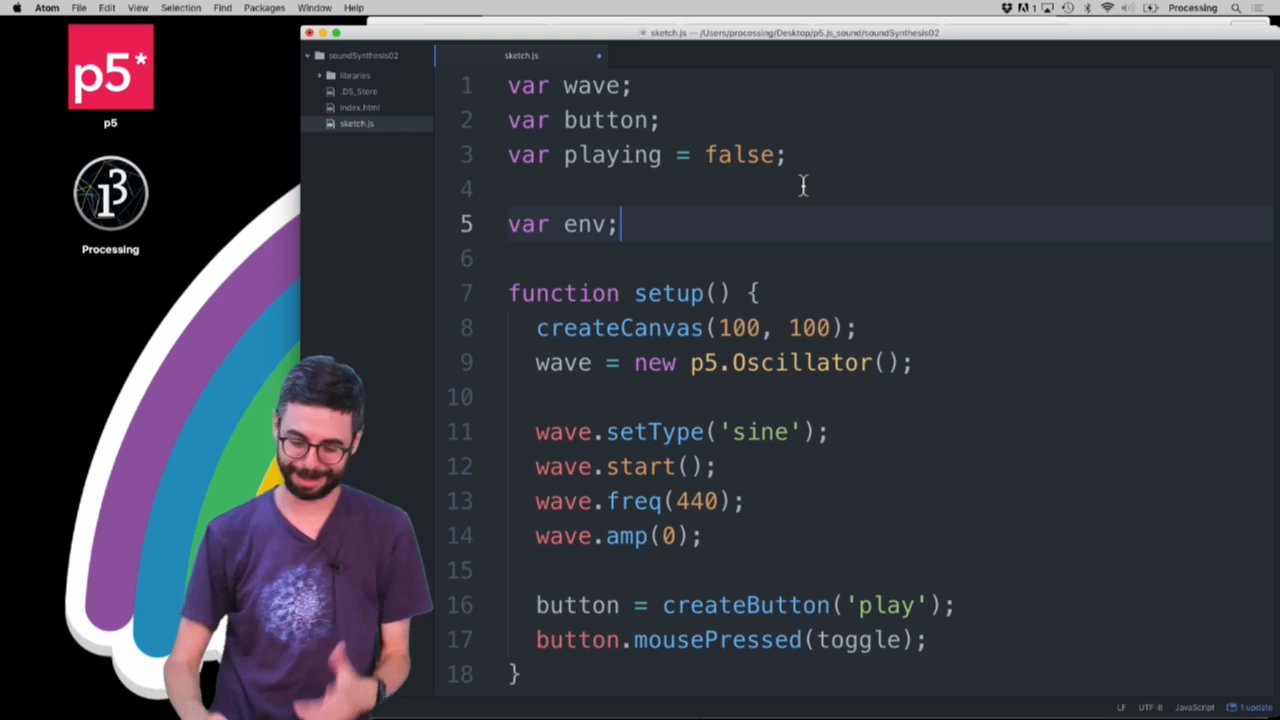 Atom File Edit View Selection Find Packages Window Help
1
Processing
sketch.js — /Users/processing/Desktop/p5.js_sound/soundSynthesis02
p5*
p5
Processing
soundSynthesis02
libraries
.DS_Store
index.html
sketch.js
sketch.js
1 var wave;
2 var button;
3 var playing = false;
4
5 var env;
6
7 function setup() {
8 createCanvas(100, 100);
9 wave = new p5.Oscillator();
10
11 wave.setType('sine');
12 wave.start();
13 wave.freq(440);
14 wave.amp(0);
15
16 button = createButton('play');
17 button.mousePressed(toggle);
18 }
LF UTF-8 JavaScript 1 update